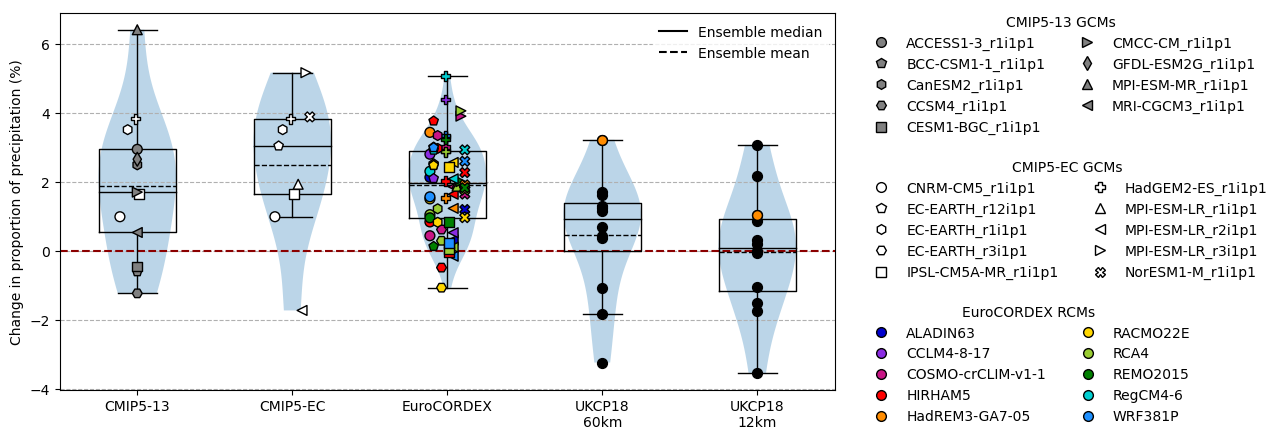 Change in proportion of precipitation (%)
6
4
2
0
−2
−4
Ensemble median
Ensemble mean
CMIP5-13
CMIP5-EC
EuroCORDEX
UKCP18
60km
UKCP18
12km
CMIP5-13 GCMs
ACCESS1-3_r1i1p1
BCC-CSM1-1_r1i1p1
CanESM2_r1i1p1
CCSM4_r1i1p1
CESM1-BGC_r1i1p1
CMCC-CM_r1i1p1
GFDL-ESM2G_r1i1p1
MPI-ESM-MR_r1i1p1
MRI-CGCM3_r1i1p1
CMIP5-EC GCMs
CNRM-CM5_r1i1p1
EC-EARTH_r12i1p1
EC-EARTH_r1i1p1
EC-EARTH_r3i1p1
IPSL-CM5A-MR_r1i1p1
HadGEM2-ES_r1i1p1
MPI-ESM-LR_r1i1p1
MPI-ESM-LR_r2i1p1
MPI-ESM-LR_r3i1p1
NorESM1-M_r1i1p1
EuroCORDEX RCMs
ALADIN63
CCLM4-8-17
COSMO-crCLIM-v1-1
HIRHAM5
HadREM3-GA7-05
RACMO22E
RCA4
REMO2015
RegCM4-6
WRF381P